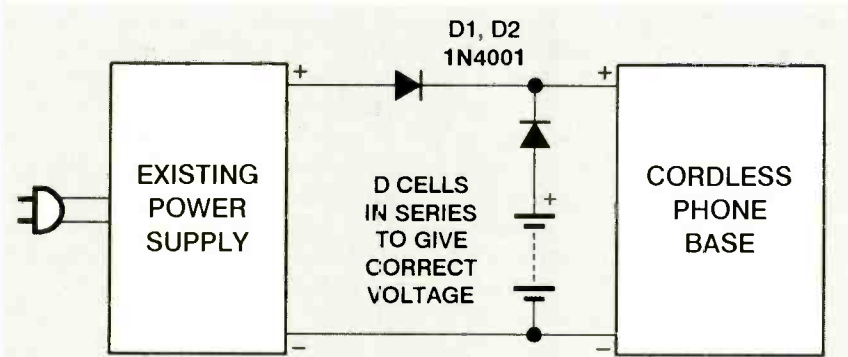 D1, D2
1N4001
+
+
EXISTING
POWER
SUPPLY
D CELLS
IN SERIES
TO GIVE
CORRECT
VOLTAGE
+
CORDLESS
PHONE
BASE
–
–